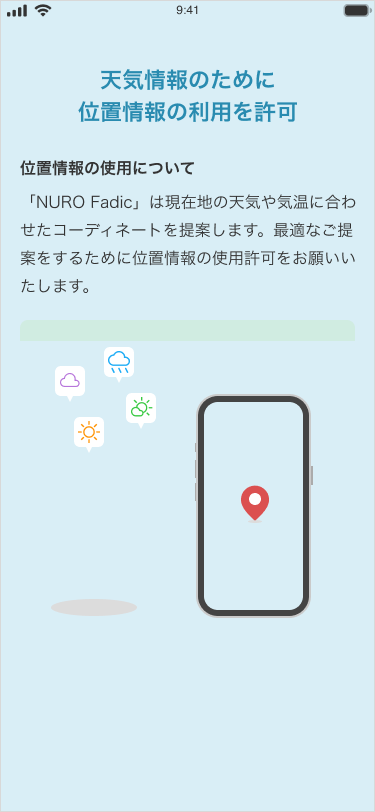 9:41
天気情報のために
位置情報の利用を許可
位置情報の使用について
「NURO Fadic」は現在地の天気や気温に合わ
せたコーディネートを提案します。最適なご提
案をするために位置情報の使用許可をお願いい
たします。